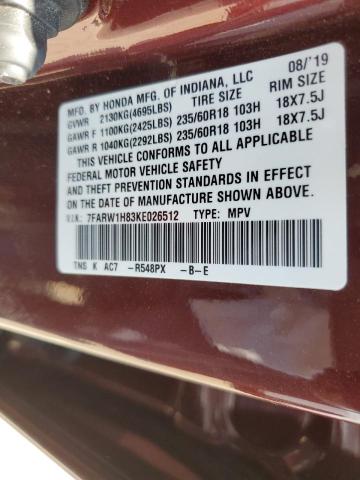 MFD. BY HONDA MFG. OF INDIANA, LLC 08/'19
GVWR 2130KG(4695LBS) TIRE SIZE RIM SIZE
GAWR F 1100KG(2425LBS) 235/60R18 103H 18X7.5J
GAWR R 1040KG(2292LBS) 235/60R18 103H 18X7.5J
THIS VEHICLE CONFORMS TO ALL APPLICABLE
FEDERAL MOTOR VEHICLE SAFETY
AND THEFT PREVENTION STANDARDS IN EFFECT
ON THE DATE OF MANUFACTURE SHOWN ABOVE.
V.I.N: 7FARW1H83KE026512 TYPE: MPV
TNS K AC7 -R548PX -B-E